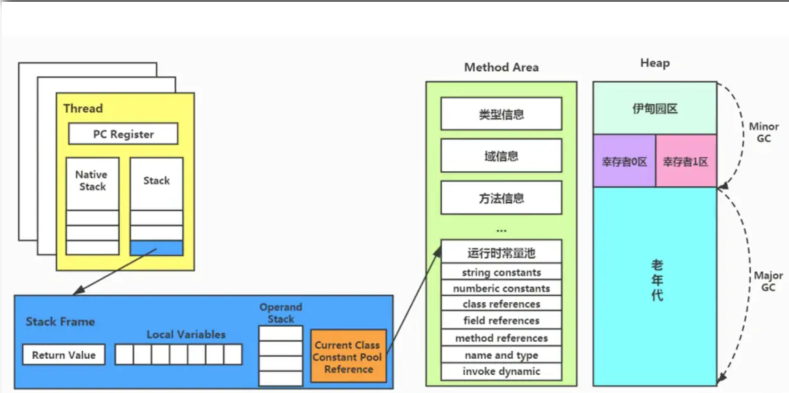 Thread
PC Register
Native
Stack
Stack
Stack Frame
Return Value
Local Variables
Operand
Stack
Current Class
Constant Pool
Reference
Method Area
类型信息
域信息
方法信息
...
运行时常量池
string constants
numberic constants
class references
field references
method references
name and type
invoke dynamic
Heap
伊甸园区
幸存者0区
幸存者1区
老年代
Minor
GC
Major
GC